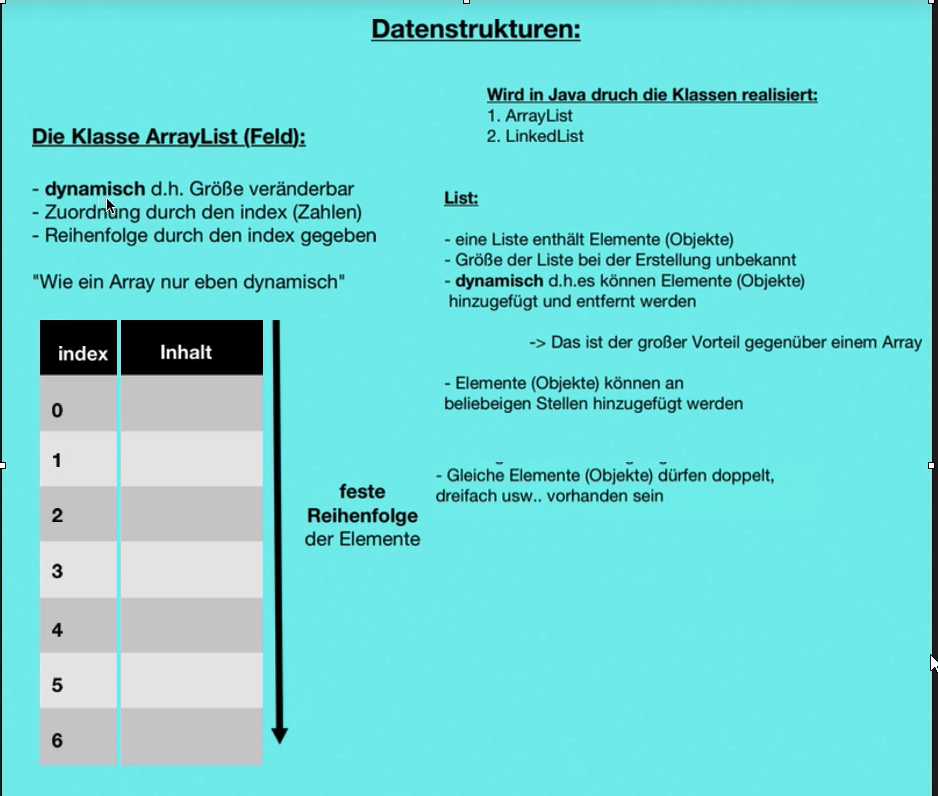 Datenstrukturen:
Wird in Java druch die Klassen realisiert:
1. ArrayList
2. LinkedList
Die Klasse ArrayList (Feld):
- dynamisch d.h. Größe veränderbar
- Zuordnung durch den index (Zahlen)
- Reihenfolge durch den index gegeben
"Wie ein Array nur eben dynamisch"
index Inhalt
0
1
2
3
4
5
6
feste
Reihenfolge
der Elemente
List:
- eine Liste enthält Elemente (Objekte)
- Größe der Liste bei der Erstellung unbekannt
- dynamisch d.h.es können Elemente (Objekte)
hinzugefügt und entfernt werden
-> Das ist der großer Vorteil gegenüber einem Array
- Elemente (Objekte) können an
beliebeigen Stellen hinzugefügt werden
- Gleiche Elemente (Objekte) dürfen doppelt,
dreifach usw.. vorhanden sein